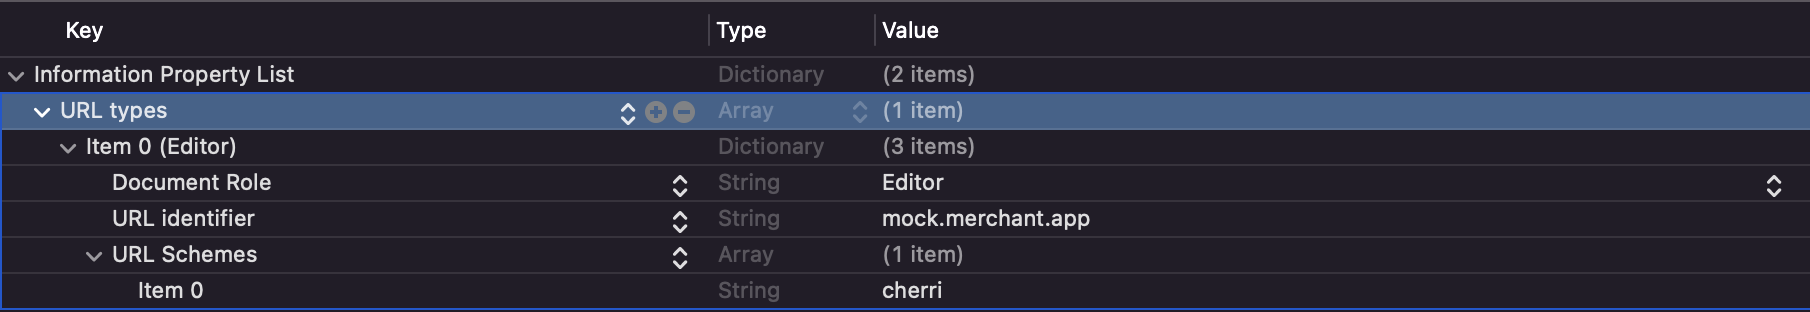 Key Type Value
Information Property List Dictionary (2 items)
URL types Array (1 item)
Item 0 (Editor) Dictionary (3 items)
Document Role String Editor
URL identifier String mock.merchant.app
URL Schemes Array (1 item)
Item 0 String cherri